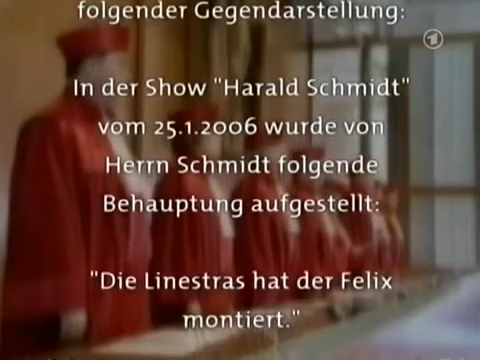 folgender Gegendarstellung:
In der Show "Harald Schmidt"
vom 25.1.2006 wurde von
Herrn Schmidt folgende
Behauptung aufgestellt:
"Die Linestras hat der Felix
montiert."
1